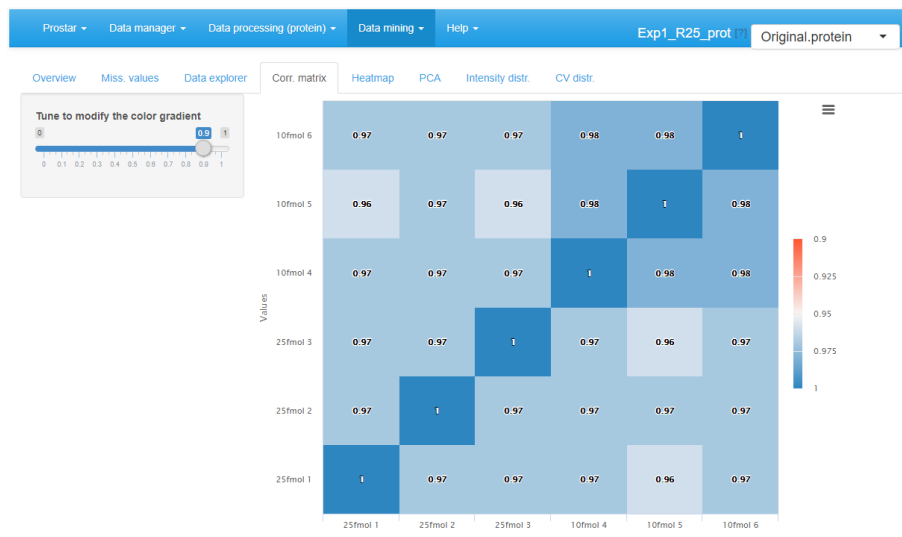 Prostar Data manager Data processing (protein) Data mining Help Exp1_R25_prot [?] Original.protein
Overview Miss. values Data explorer Corr. matrix Heatmap PCA Intensity distr. CV distr.
Tune to modify the color gradient
0 0.9 1
0 0.1 0.2 0.3 0.4 0.5 0.6 0.7 0.8 0.9 1
10fmol 6 0.97 0.97 0.97 0.98 0.98 1
10fmol 5 0.96 0.97 0.96 0.98 1 0.98
10fmol 4 0.97 0.97 0.97 1 0.98 0.98
Values
25fmol 3 0.97 0.97 1 0.97 0.96 0.97
25fmol 2 0.97 1 0.97 0.97 0.97 0.97
25fmol 1 1 0.97 0.97 0.97 0.96 0.97
25fmol 1 25fmol 2 25fmol 3 10fmol 4 10fmol 5 10fmol 6
0.9
0.925
0.95
0.975
1